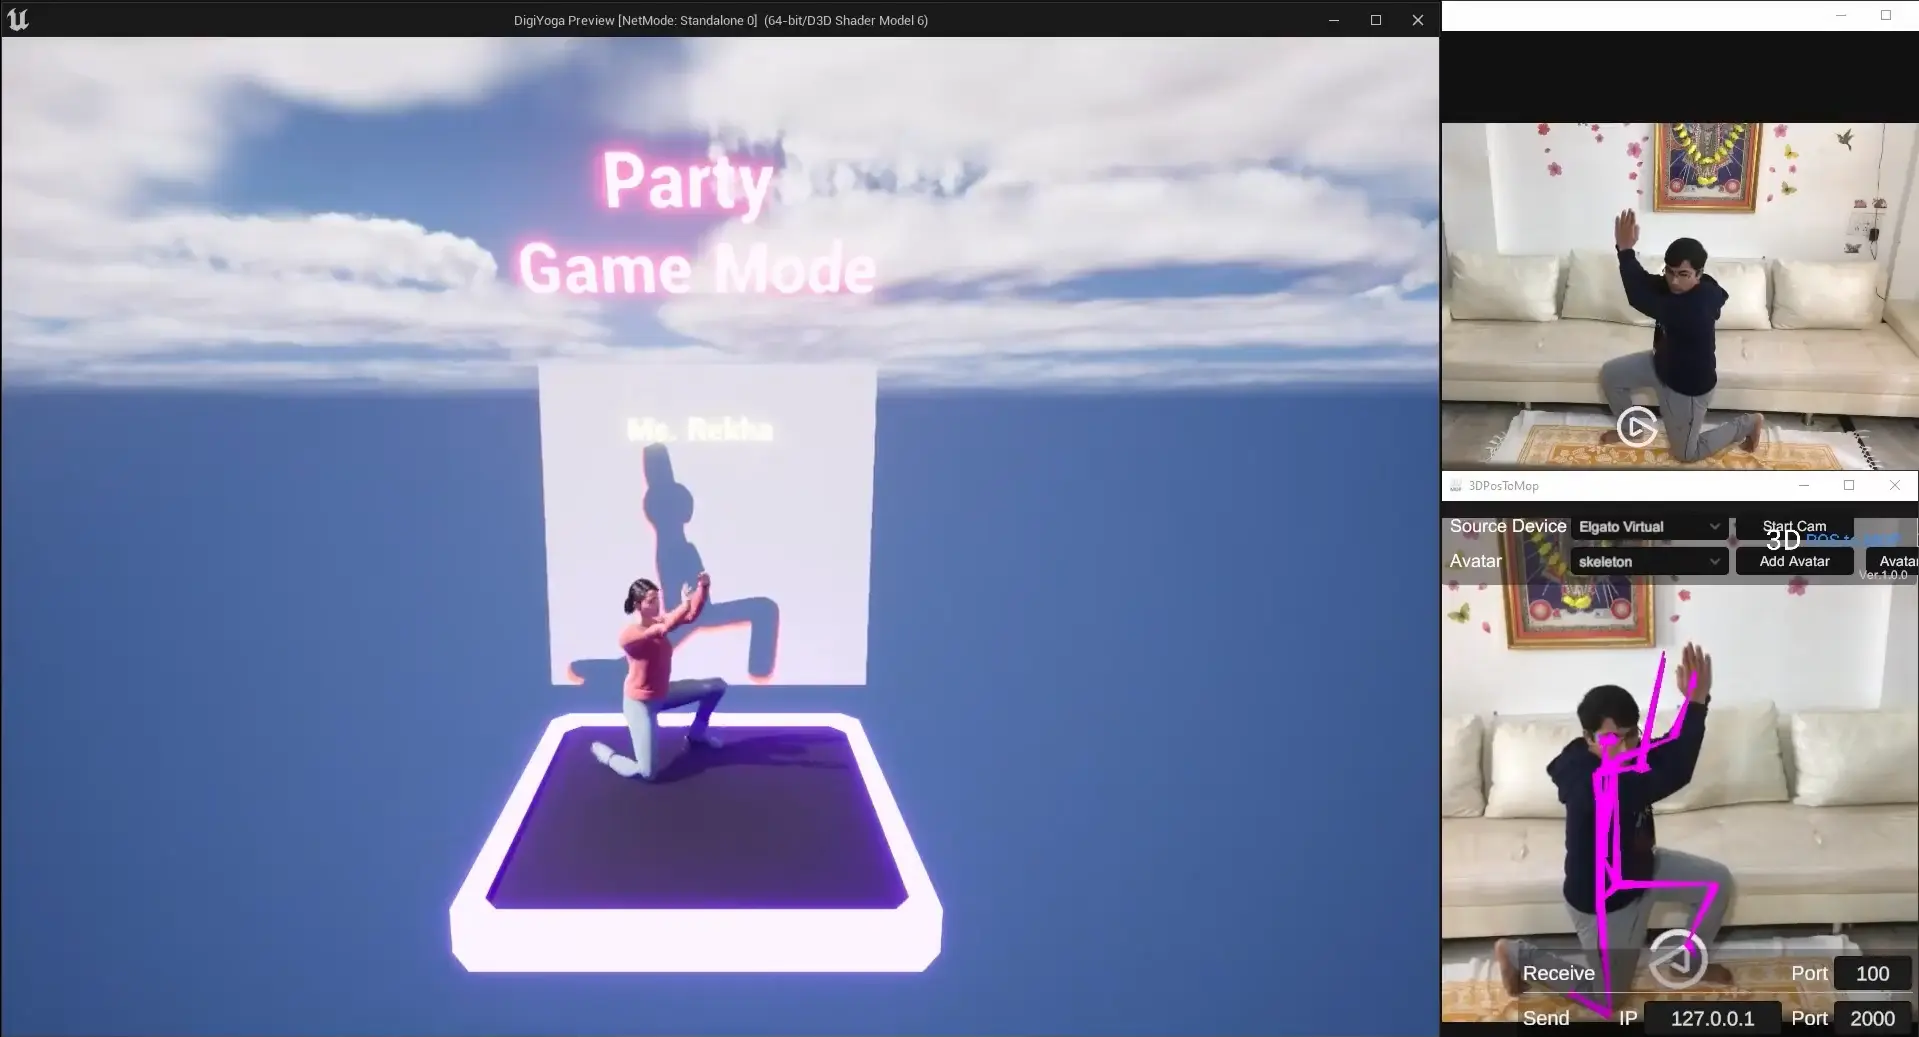 DigiYoga Preview [NetMode: Standalone 0] (64-bit/D3D Shader Model 6)
Party
Game Mode
Ms. Rekha
3DPosToMop
Source Device
Elgato Virtual
Start Cam
3D POS to
Avatar
skeleton
Add Avatar
Avatar
Ver.1.0.0
Receive
Port
100
Send
IP
127.0.0.1
Port
2000